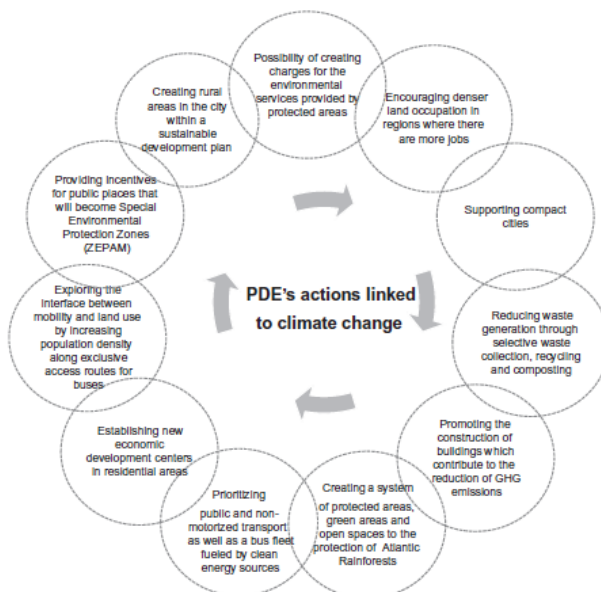 Possibility of creating
charges for the
environmental
services provided by
protected areas
Encouraging denser
land occupation in
regions where there
are more jobs
Supporting compact
cities
Reducing waste
generation through
selective waste
collection, recycling
and composting
Promoting the
construction of
buildings which
contribute to the
reduction of GHG
emissions
Creating a system
of protected areas,
green areas and
open spaces to the
protection of Atlantic
Rainforests
Prioritizing
public and non-
motorized transport
as well as a bus fleet
fueled by clean
energy sources
Establishing new
economic
development centers
in residential areas
Exploring the
interface between
mobility and land use
by increasing
population density
along exclusive
access routes for
buses
Providing Incentives
for public places that
will become Special
Environmental
Protection Zones
(ZEPAM)
Creating rural
areas in the city
within a
sustainable
development plan
PDE's actions linked
to climate change